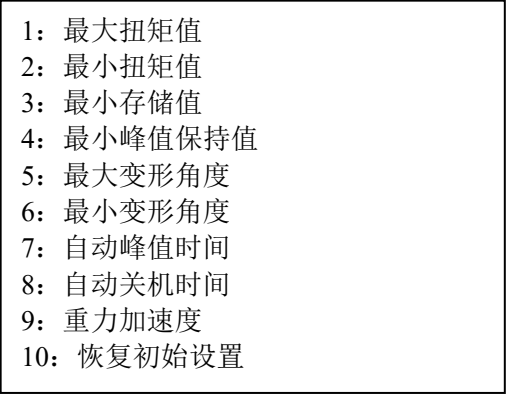 1：最大扭矩值
2：最小扭矩值
3：最小存储值
4：最小峰值保持值
5：最大变形角度
6：最小变形角度
7：自动峰值时间
8：自动关机时间
9：重力加速度
10：恢复初始设置